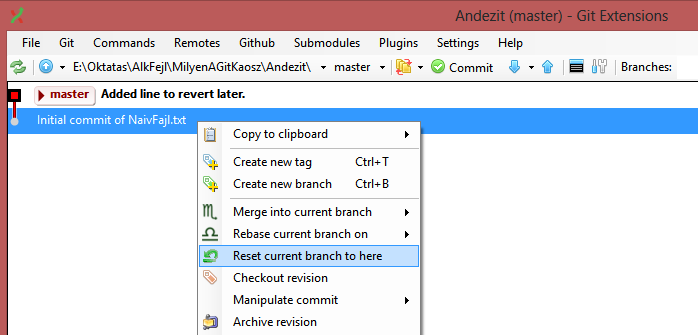 Andezit (master) - Git Extensions
File Git Commands Remotes Github Submodules Plugins Settings Help
E:\Oktatas\AlkFejl\MilyenAGitKaosz\Andezit\ master Commit Branches:
master Added line to revert later.
Initial commit of NaivFajl.txt
Copy to clipboard
Create new tag Ctrl+T
Create new branch Ctrl+B
Merge into current branch
Rebase current branch on
Reset current branch to here
Checkout revision
Manipulate commit
Archive revision